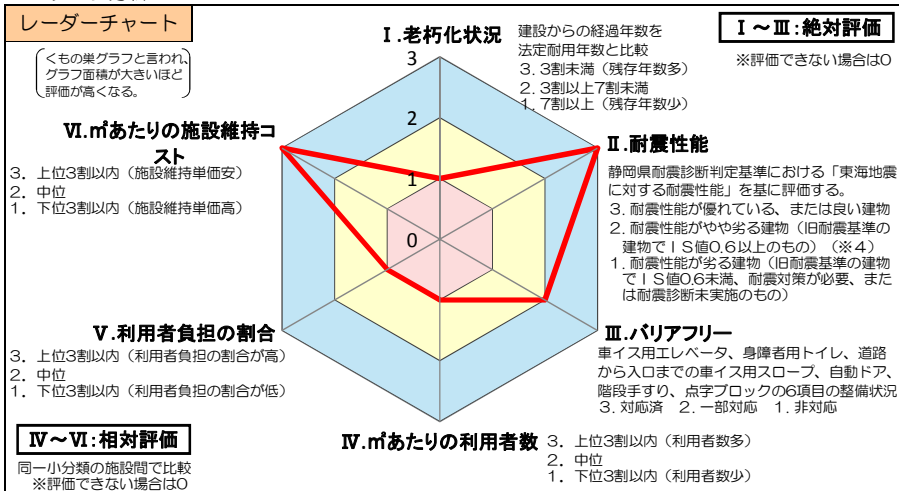 レーダーチャート
くもの巣グラフと言われ、
グラフ面積が大きいほど
評価が高くなる。
Ⅰ.老朽化状況
建設からの経過年数を
法定耐用年数と比較
3. 3割未満（残存年数多）
2. 3割以上7割未満
1. 7割以上（残存年数少）
Ⅰ～Ⅲ:絶対評価
※評価できない場合は0
3
2
1
0
Ⅱ.耐震性能
静岡県耐震診断判定基準における「東海地震
に対する耐震性能」を基に評価する。
3. 耐震性能が優れている、または良い建物
2. 耐震性能がやや劣る建物（旧耐震基準の
建物でＩＳ値0.6以上のもの）（※４）
1. 耐震性能が劣る建物（旧耐震基準の建物
でＩＳ値0.6未満、耐震対策が必要、また
は耐震診断未実施のもの）
Ⅲ.バリアフリー
車イス用エレベータ、身障者用トイレ、道路
から入口までの車イス用スロープ、自動ドア、
階段手すり、点字ブロックの6項目の整備状況
3. 対応済　2. 一部対応　1. 非対応
Ⅳ.㎡あたりの利用者数
3. 上位3割以内（利用者数多）
2. 中位
1. 下位3割以内（利用者数少）
Ⅴ.利用者負担の割合
3. 上位3割以内（利用者負担の割合が高）
2. 中位
1. 下位3割以内（利用者負担の割合が低）
Ⅵ.㎡あたりの施設維持コ
スト
3. 上位3割以内（施設維持単価安）
2. 中位
1. 下位3割以内（施設維持単価高）
Ⅳ～Ⅵ:相対評価
同一小分類の施設間で比較
※評価できない場合は0